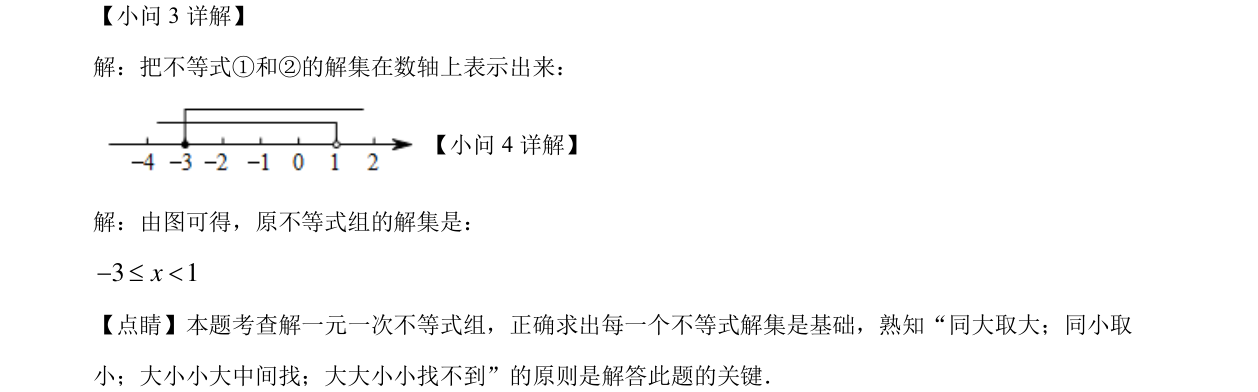 【小问 3 详解】
解：把不等式①和②的解集在数轴上表示出来：
−4 −3 −2 −1 0 1 2 【小问 4 详解】
解：由图可得，原不等式组的解集是：
−3 ≤ x < 1
【点睛】本题考查解一元一次不等式组，正确求出每一个不等式解集是基础，熟知“同大取大；同小取
小；大小小大中间找；大大小小找不到”的原则是解答此题的关键．